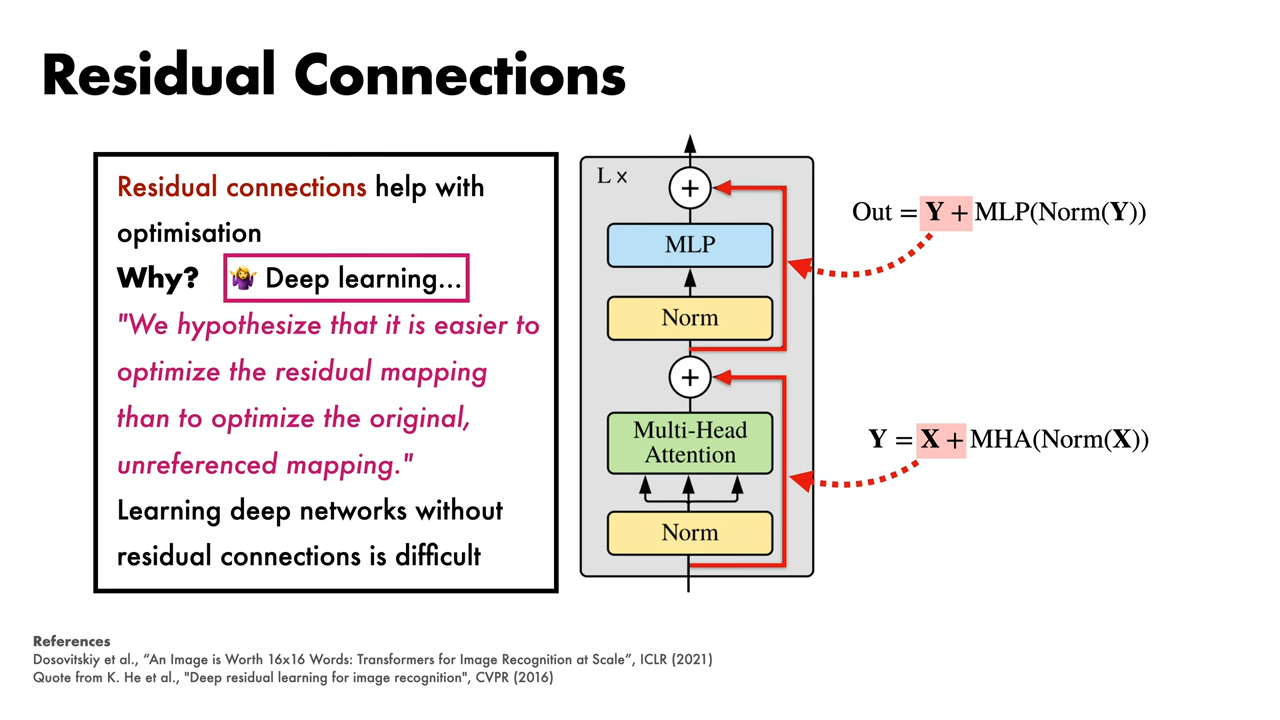 Residual Connections
Residual connections help with
optimisation
Why? 🤷‍♀️ Deep learning...
"We hypothesize that it is easier to
optimize the residual mapping
than to optimize the original,
unreferenced mapping."
Learning deep networks without
residual connections is difficult
L x
+
MLP
Norm
+
Multi-Head
Attention
Norm
Out = Y + MLP(Norm(Y))
Y = X + MHA(Norm(X))
References
Dosovitskiy et al., “An Image is Worth 16x16 Words: Transformers for Image Recognition at Scale”, ICLR (2021)
Quote from K. He et al., "Deep residual learning for image recognition", CVPR (2016)